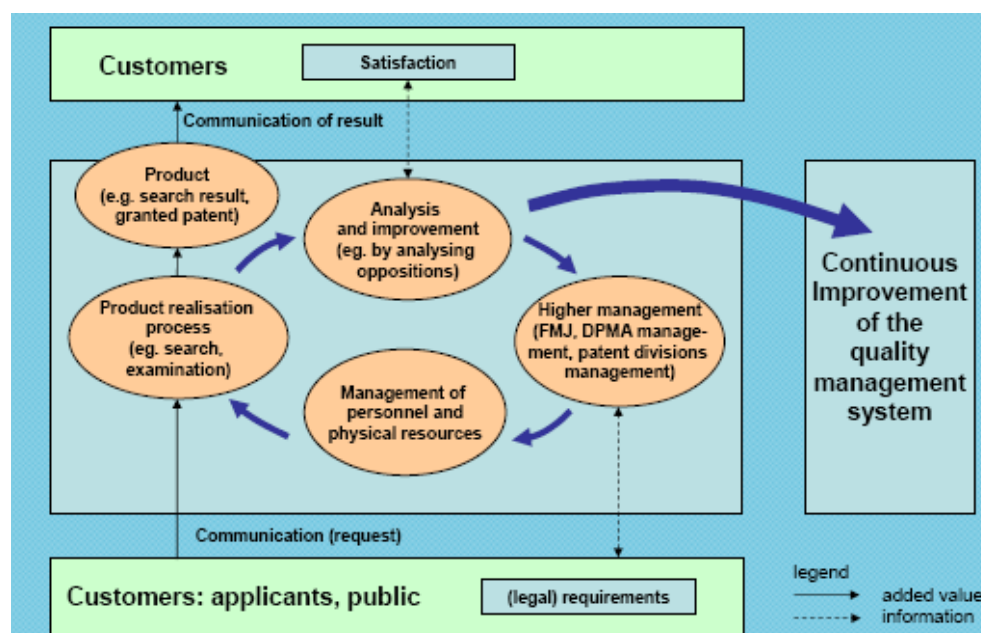 Customers
Satisfaction
Communication of result
Product
(e.g. search result,
granted patent)
Analysis
and improvement
(eg. by analysing
oppositions)
Product realisation
process
(eg. search,
examination)
Higher management
(FMJ, DPMA manage-
ment, patent divisions
management)
Management of
personnel and
physical resources
Continuous
Improvement
of the
quality
management
system
Communication (request)
Customers: applicants, public
(legal) requirements
legend
added value
information